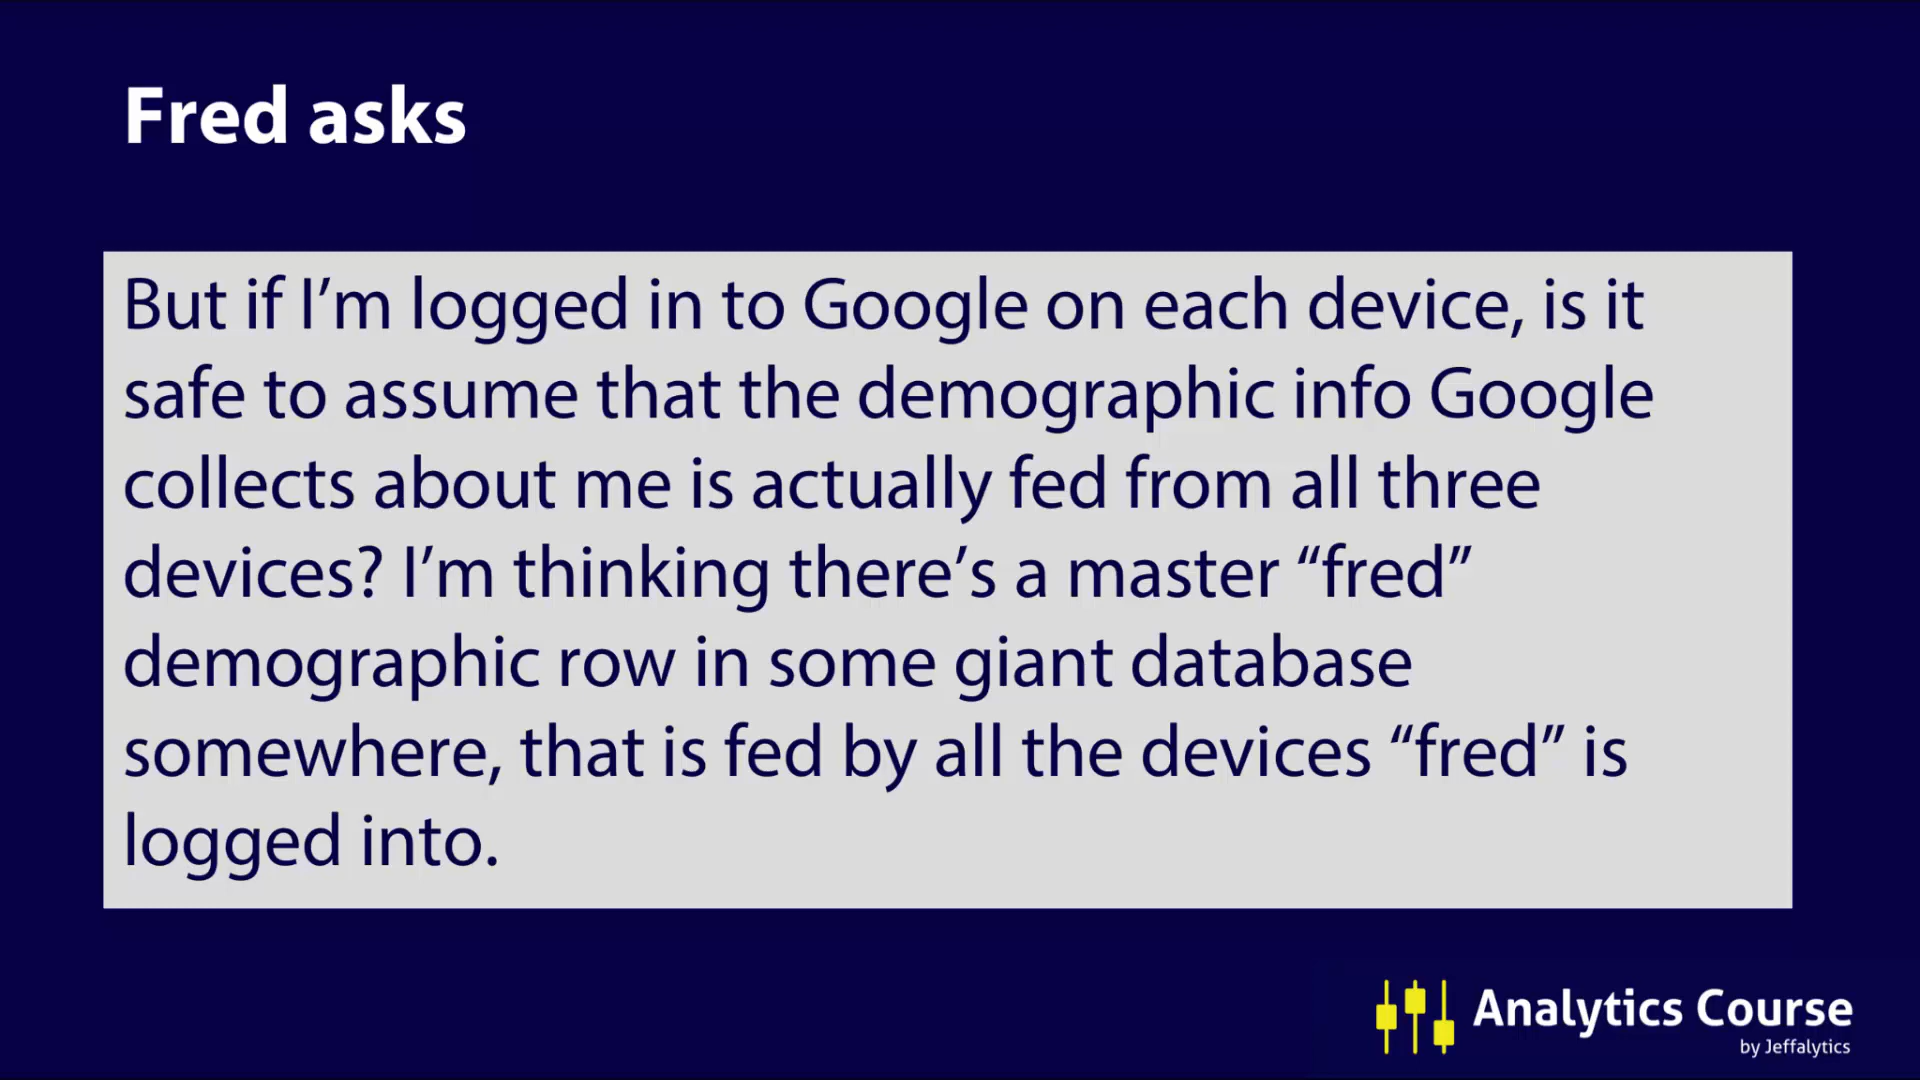 Fred asks
But if I’m logged in to Google on each device, is it
safe to assume that the demographic info Google
collects about me is actually fed from all three
devices? I’m thinking there’s a master “fred”
demographic row in some giant database
somewhere, that is fed by all the devices “fred” is
logged into.
Analytics Course
by Jeffalytics